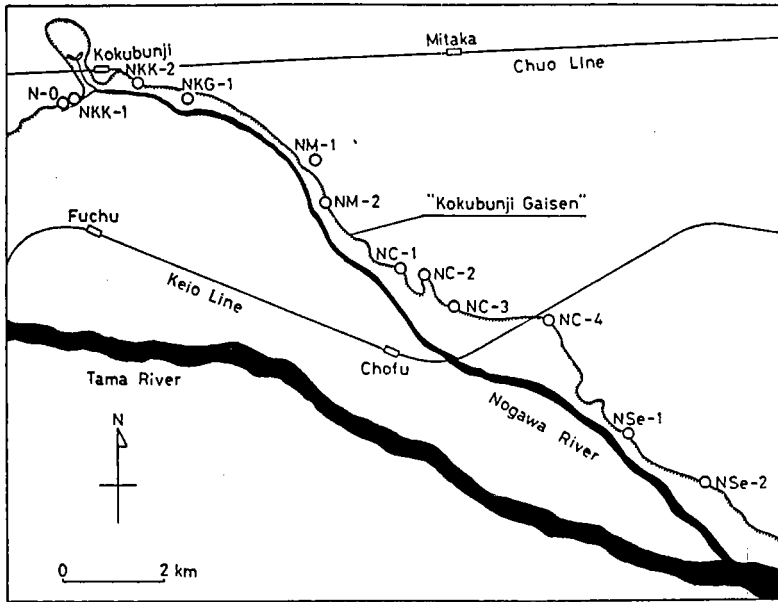 Kokubunji
Mitaka
Chuo Line
NKK-2
NKG-1
N-0
NKK-1
NM-1
NM-2
"Kokubunji Gaisen"
Fuchu
NC-1
NC-2
NC-3
NC-4
Keio Line
Chofu
Tama River
Nogawa River
NSe-1
NSe-2
N
0 2 km